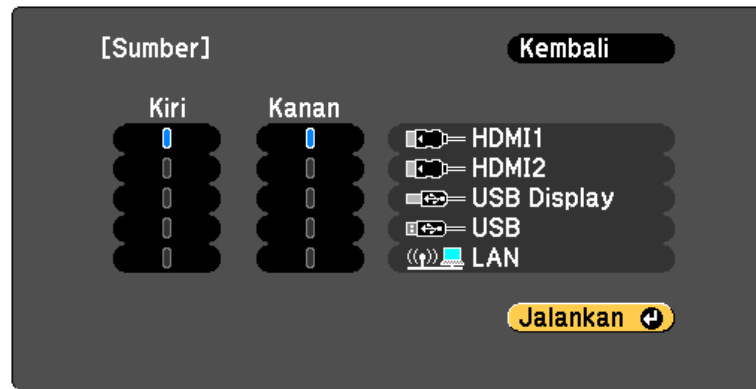 [Sumber]
Kembali
Kiri Kanan
HDMI1
HDMI2
USB Display
USB
LAN
Jalankan